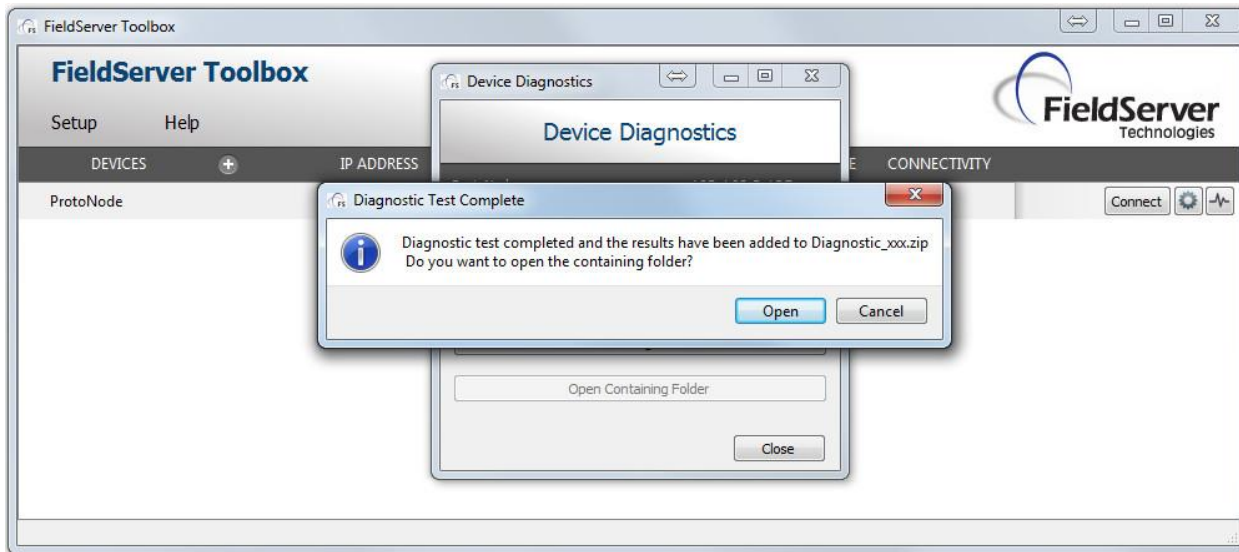 FieldServer Toolbox
FieldServer Toolbox
Setup Help
FieldServer
Technologies
DEVICES IP ADDRESS CONNECTIVITY
ProtoNode Connect
Device Diagnostics
Device Diagnostics
Diagnostic Test Complete
Diagnostic test completed and the results have been added to Diagnostic_xxx.zip
Do you want to open the containing folder?
Open Cancel
Open Containing Folder
Close